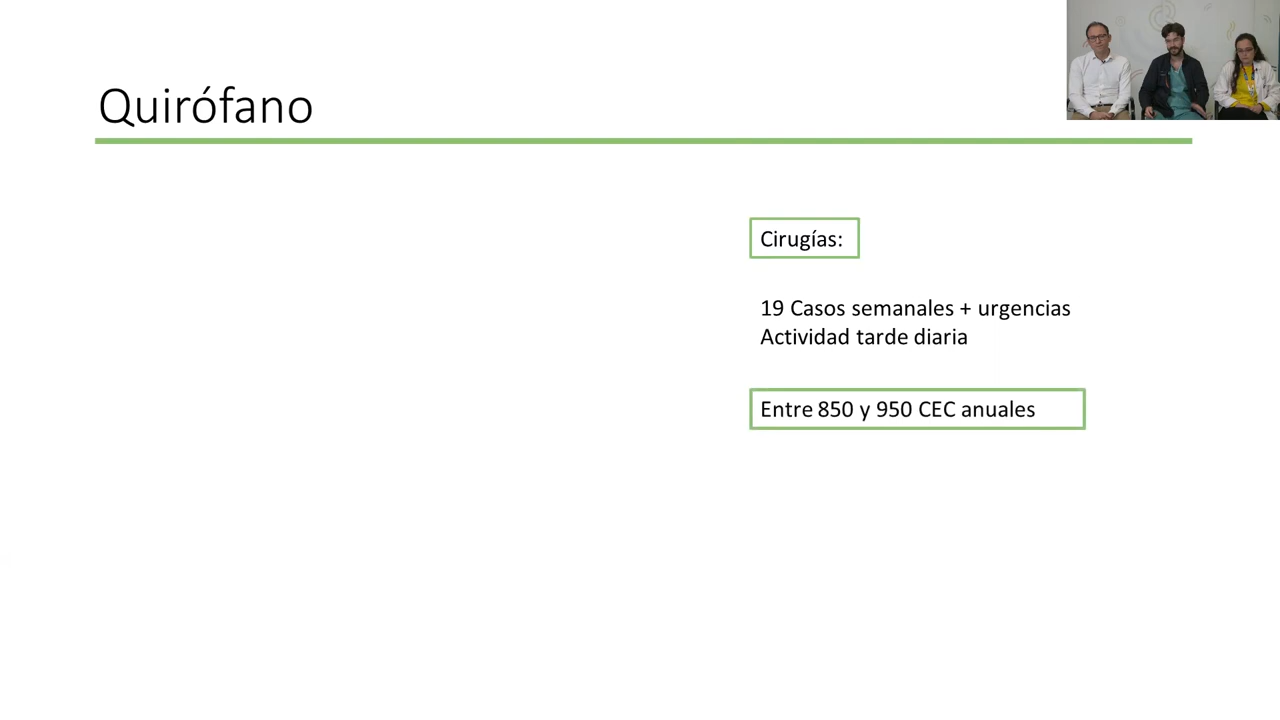 Quirófano
Cirugías:
19 Casos semanales + urgencias
Actividad tarde diaria
Entre 850 y 950 CEC anuales